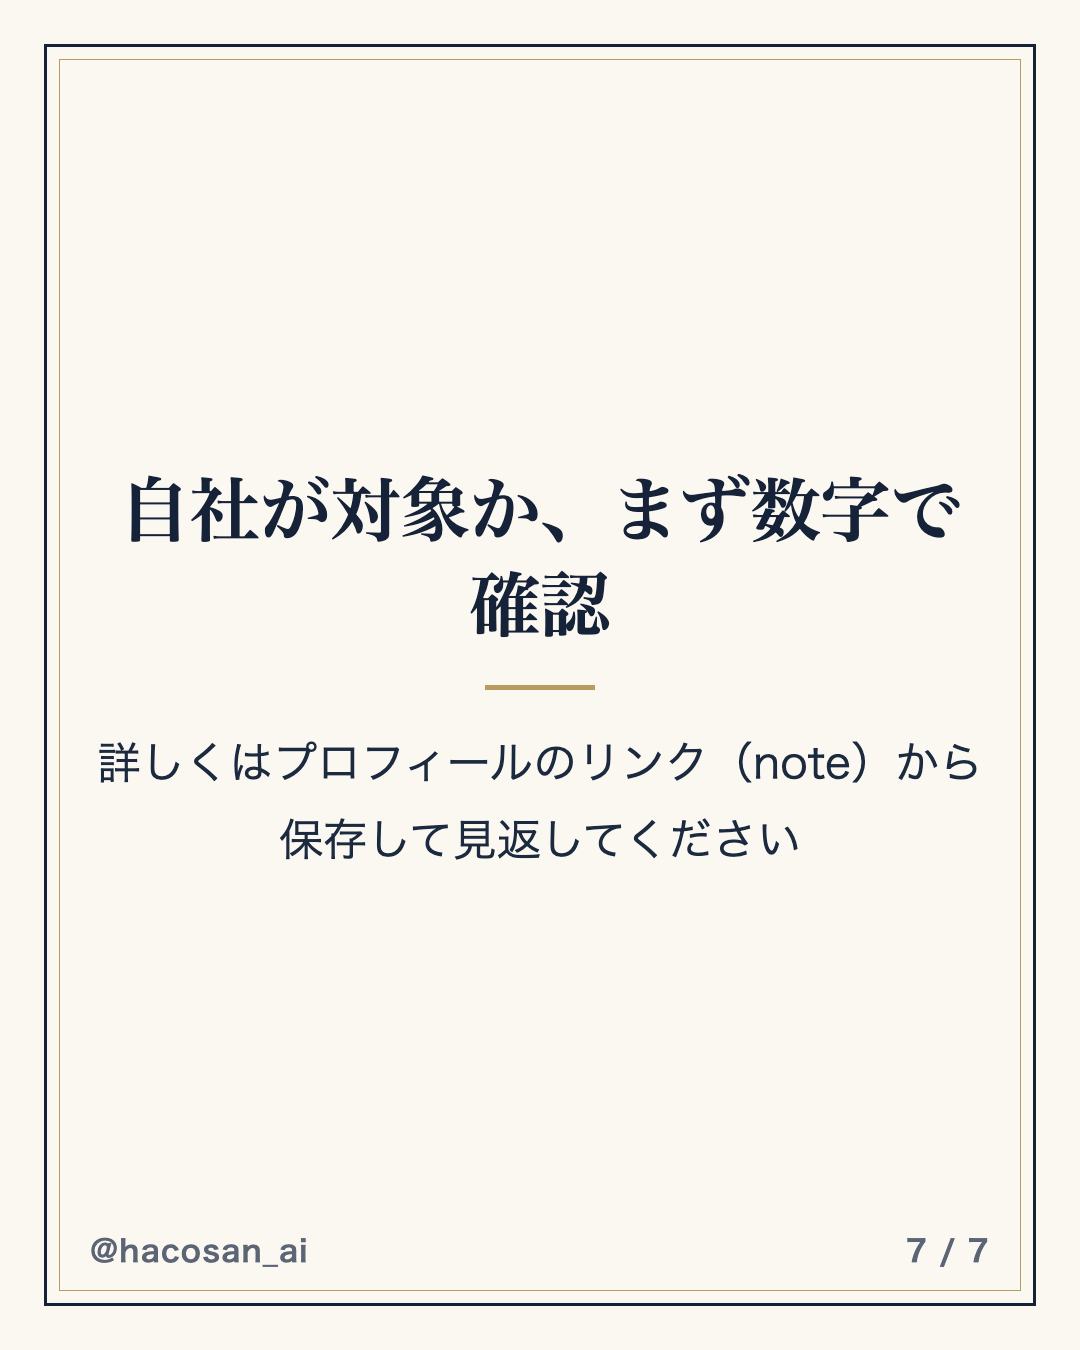 自社が対象か、まず数字で
確認
詳しくはプロフィールのリンク（note）から
保存して見返してください
@hacosan_ai
7 / 7